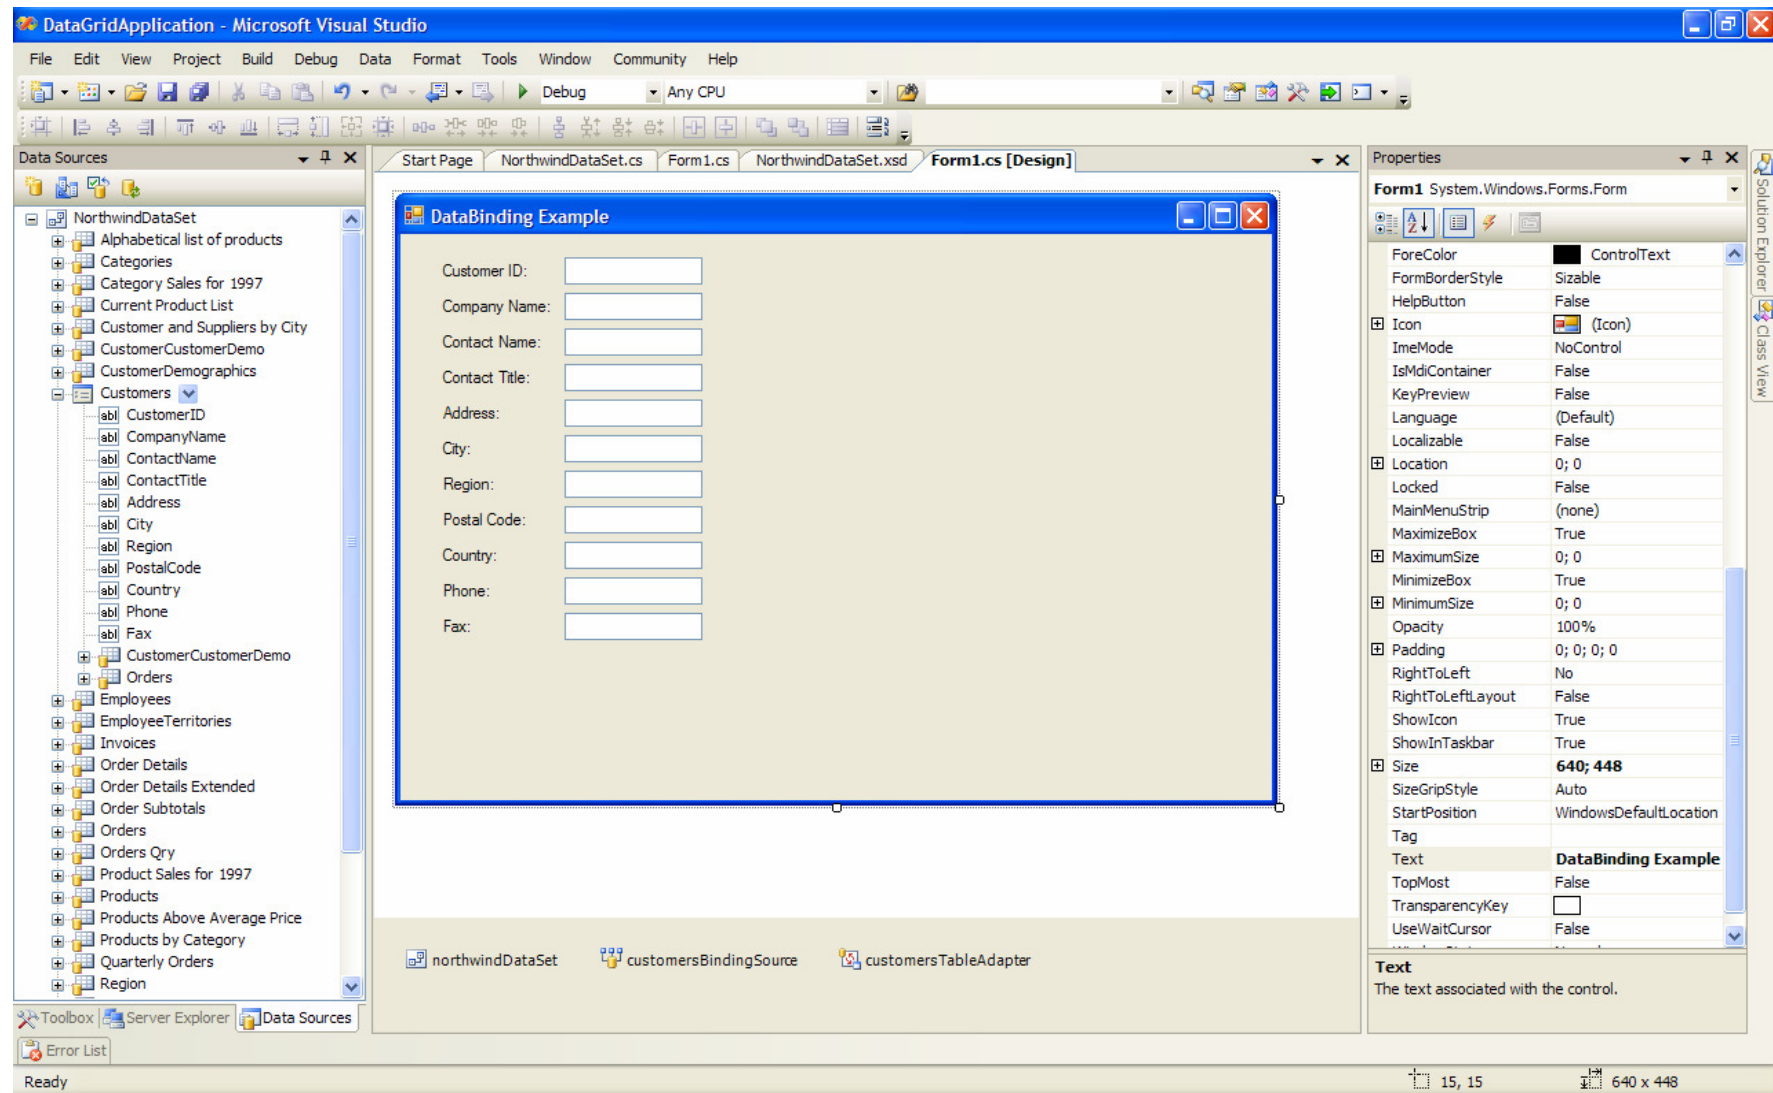 DataGridApplication - Microsoft Visual Studio
File Edit View Project Build Debug Data Format Tools Window Community Help
Debug Any CPU
Data Sources
NorthwindDataSet
Alphabetical list of products
Categories
Category Sales for 1997
Current Product List
Customer and Suppliers by City
CustomerCustomerDemo
CustomerDemographics
Customers
abl CustomerID
abl CompanyName
abl ContactName
abl ContactTitle
abl Address
abl City
abl Region
abl PostalCode
abl Country
abl Phone
abl Fax
CustomerCustomerDemo
Orders
Employees
EmployeeTerritories
Invoices
Order Details
Order Details Extended
Order Subtotals
Orders
Orders Qry
Product Sales for 1997
Products
Products Above Average Price
Products by Category
Quarterly Orders
Region
Toolbox Server Explorer Data Sources
Start Page NorthwindDataSet.cs Form1.cs NorthwindDataSet.xsd Form1.cs [Design]
DataBinding Example
Customer ID:
Company Name:
Contact Name:
Contact Title:
Address:
City:
Region:
Postal Code:
Country:
Phone:
Fax:
northwindDataSet customersBindingSource customersTableAdapter
Properties
Form1 System.Windows.Forms.Form
ForeColor ControlText
FormBorderStyle Sizable
HelpButton False
Icon (Icon)
ImeMode NoControl
IsMdiContainer False
KeyPreview False
Language (Default)
Localizable False
Location 0; 0
Locked False
MainMenuStrip (none)
MaximizeBox True
MaximumSize 0; 0
MinimizeBox True
MinimumSize 0; 0
Opacity 100%
Padding 0; 0; 0; 0
RightToLeft No
RightToLeftLayout False
ShowIcon True
ShowInTaskbar True
Size 640; 448
SizeGripStyle Auto
StartPosition WindowsDefaultLocation
Tag
Text DataBinding Example
TopMost False
TransparencyKey
UseWaitCursor False
Text
The text associated with the control.
Solution Explorer
Class View
Error List
Ready 15, 15 640 x 448